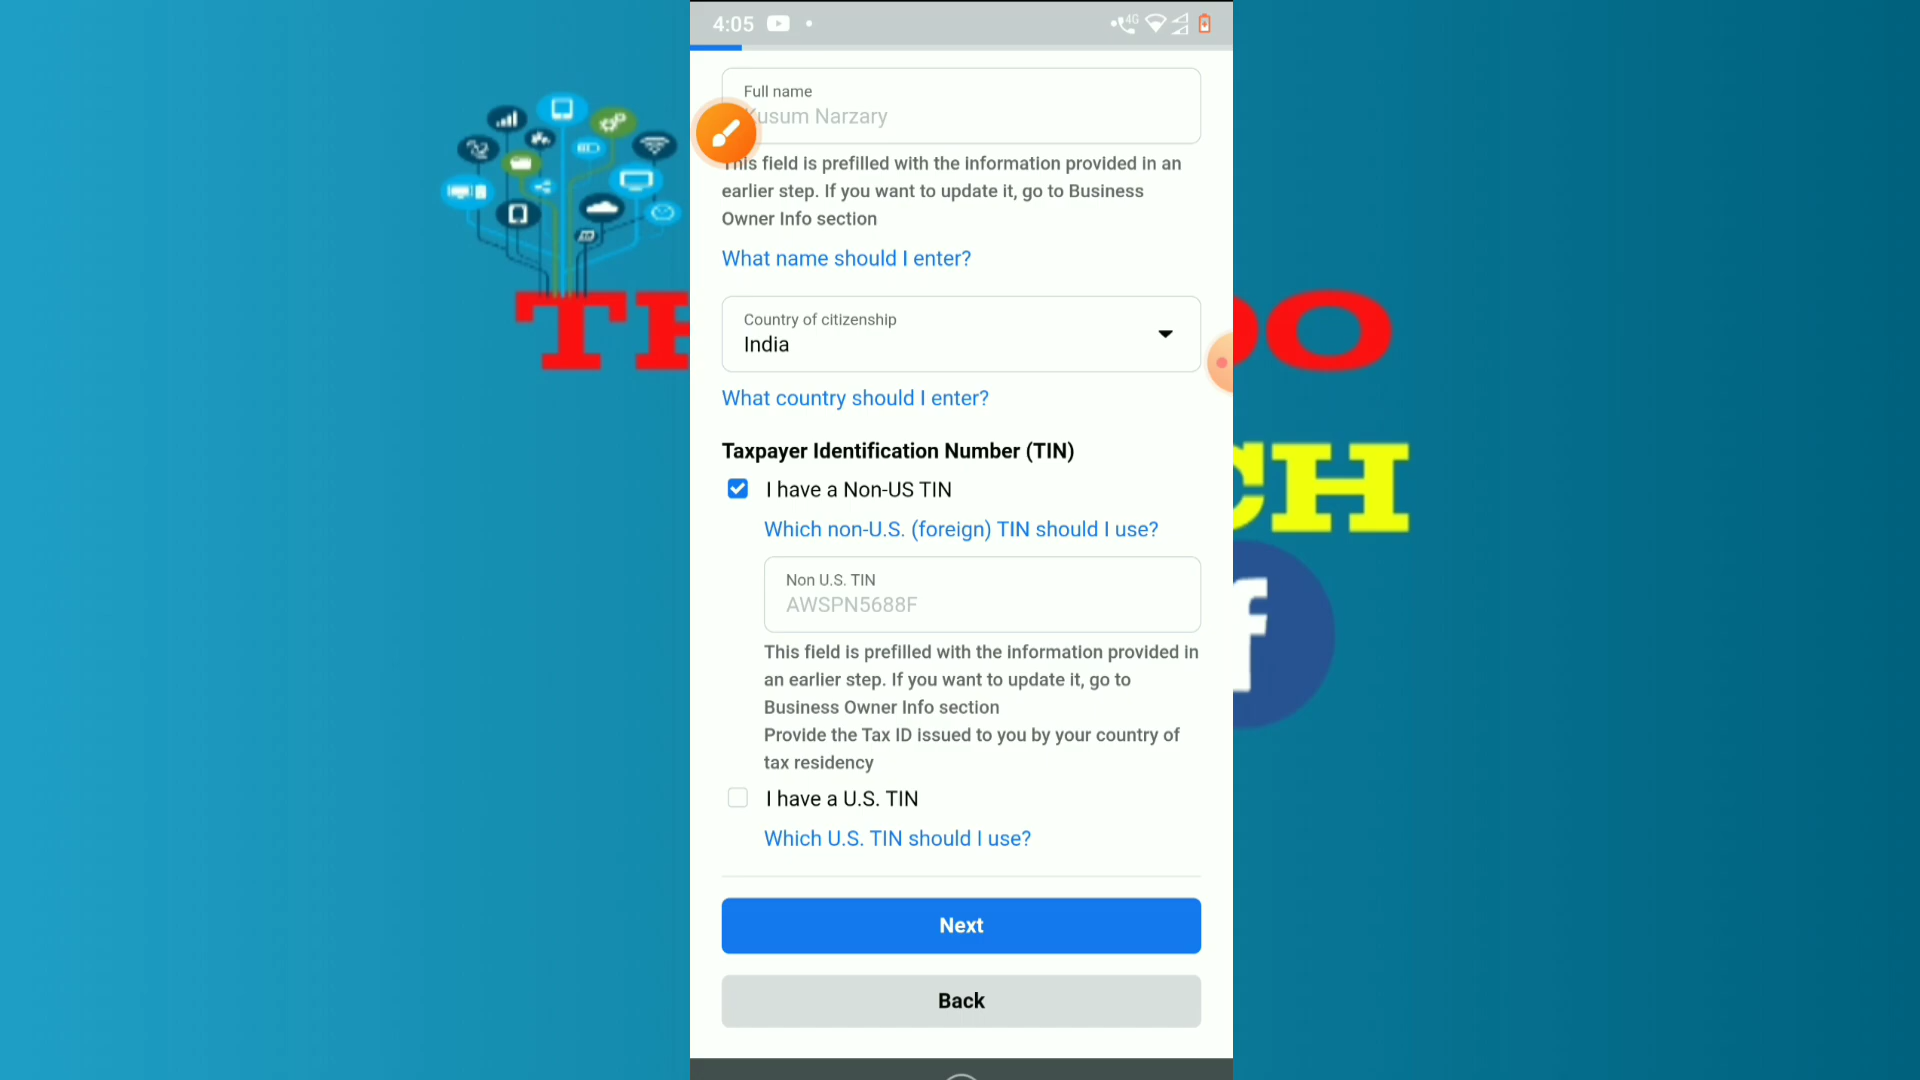 4:05
4G
Full name
Kusum Narzary
This field is prefilled with the information provided in an
earlier step. If you want to update it, go to Business
Owner Info section
What name should I enter?
Country of citizenship
India
What country should I enter?
Taxpayer Identification Number (TIN)
I have a Non-US TIN
Which non-U.S. (foreign) TIN should I use?
Non U.S. TIN
AWSPN5688F
This field is prefilled with the information provided in
an earlier step. If you want to update it, go to
Business Owner Info section
Provide the Tax ID issued to you by your country of
tax residency
I have a U.S. TIN
Which U.S. TIN should I use?
Next
Back